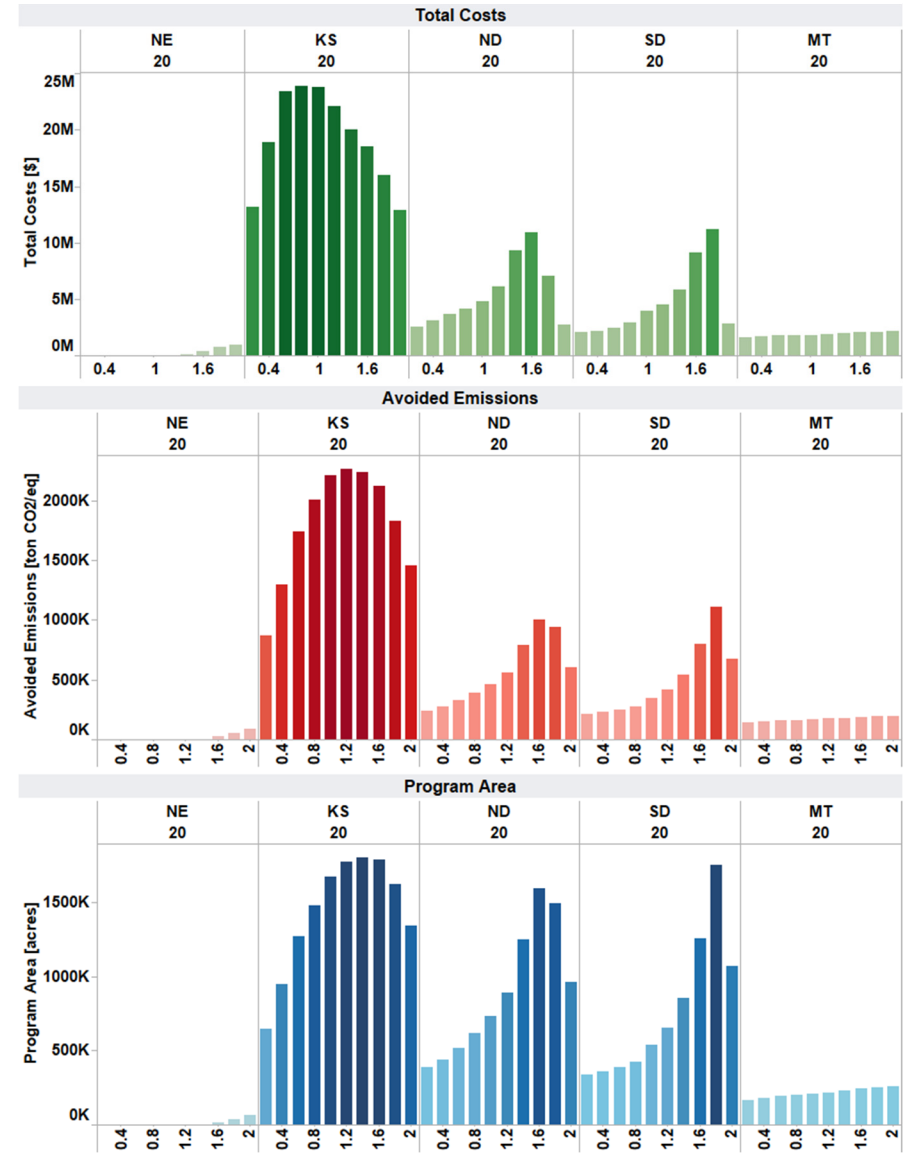 Total Costs
NE KS ND SD MT
20 20 20 20 20
Total Costs [$]
25M
20M
15M
10M
5M
0M
0.4 1 1.6 0.4 1 1.6 0.4 1 1.6 0.4 1 1.6 0.4 1 1.6
Avoided Emissions
NE KS ND SD MT
20 20 20 20 20
Avoided Emissions [ton CO2/eq]
2000K
1500K
1000K
500K
0K
0.4 0.8 1.2 1.6 2 0.4 0.8 1.2 1.6 2 0.4 0.8 1.2 1.6 2 0.4 0.8 1.2 1.6 2 0.4 0.8 1.2 1.6 2
Program Area
NE KS ND SD MT
20 20 20 20 20
Program Area [acres]
1500K
1000K
500K
0K
0.4 0.8 1.2 1.6 2 0.4 0.8 1.2 1.6 2 0.4 0.8 1.2 1.6 2 0.4 0.8 1.2 1.6 2 0.4 0.8 1.2 1.6 2